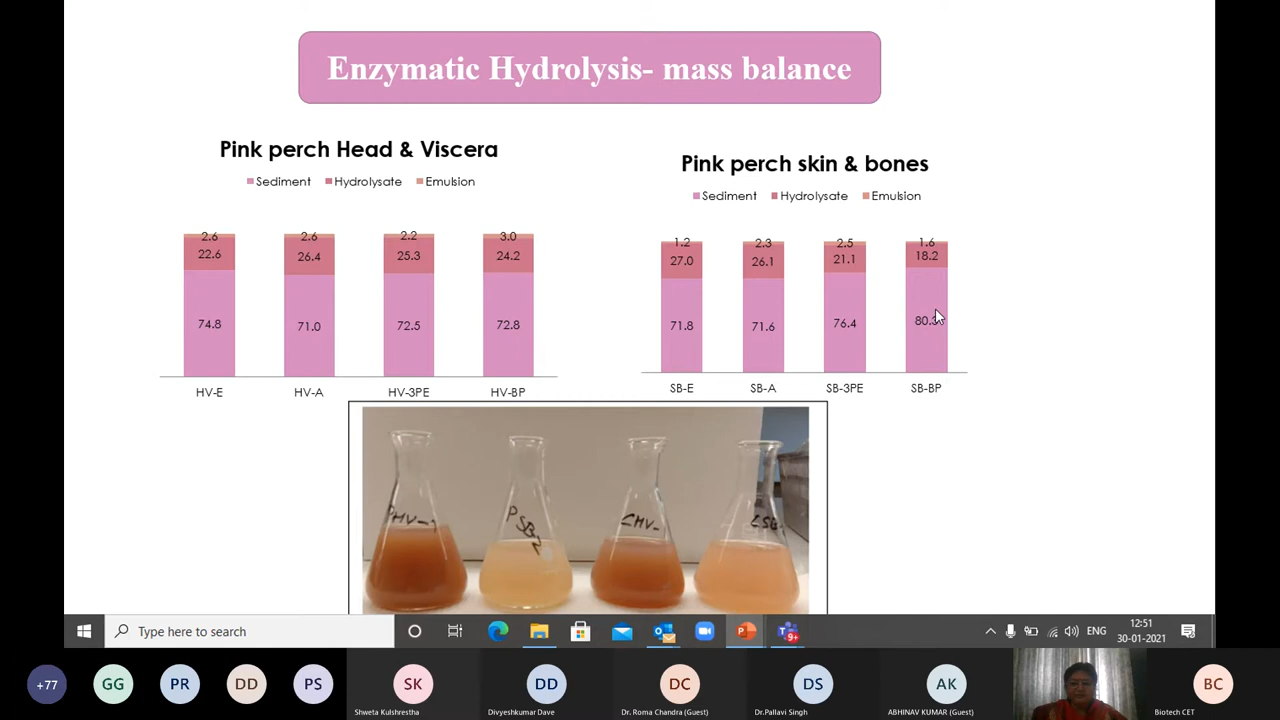 Enzymatic Hydrolysis- mass balance
Pink perch Head & Viscera
Sediment Hydrolysate Emulsion
2.6 2.6 2.2 3.0
22.6 26.4 25.3 24.2
74.8 71.0 72.5 72.8
HV-E HV-A HV-3PE HV-BP
Pink perch skin & bones
Sediment Hydrolysate Emulsion
1.2 2.3 2.5 1.6
27.0 26.1 21.1 18.2
71.8 71.6 76.4
SB-E SB-A SB-3PE SB-BP
PHV-
PSB
CHV-
CSB-
Type here to search
9+
ENG
12:51
30-01-2021
+77 GG PR DD PS SK DD DC DS AK BC
Shweta Kulshrestha Divyeshkumar Dave Dr. Roma Chandra (Guest) Dr.Pallavi Singh ABHINAV KUMAR (Guest) Biotech CET